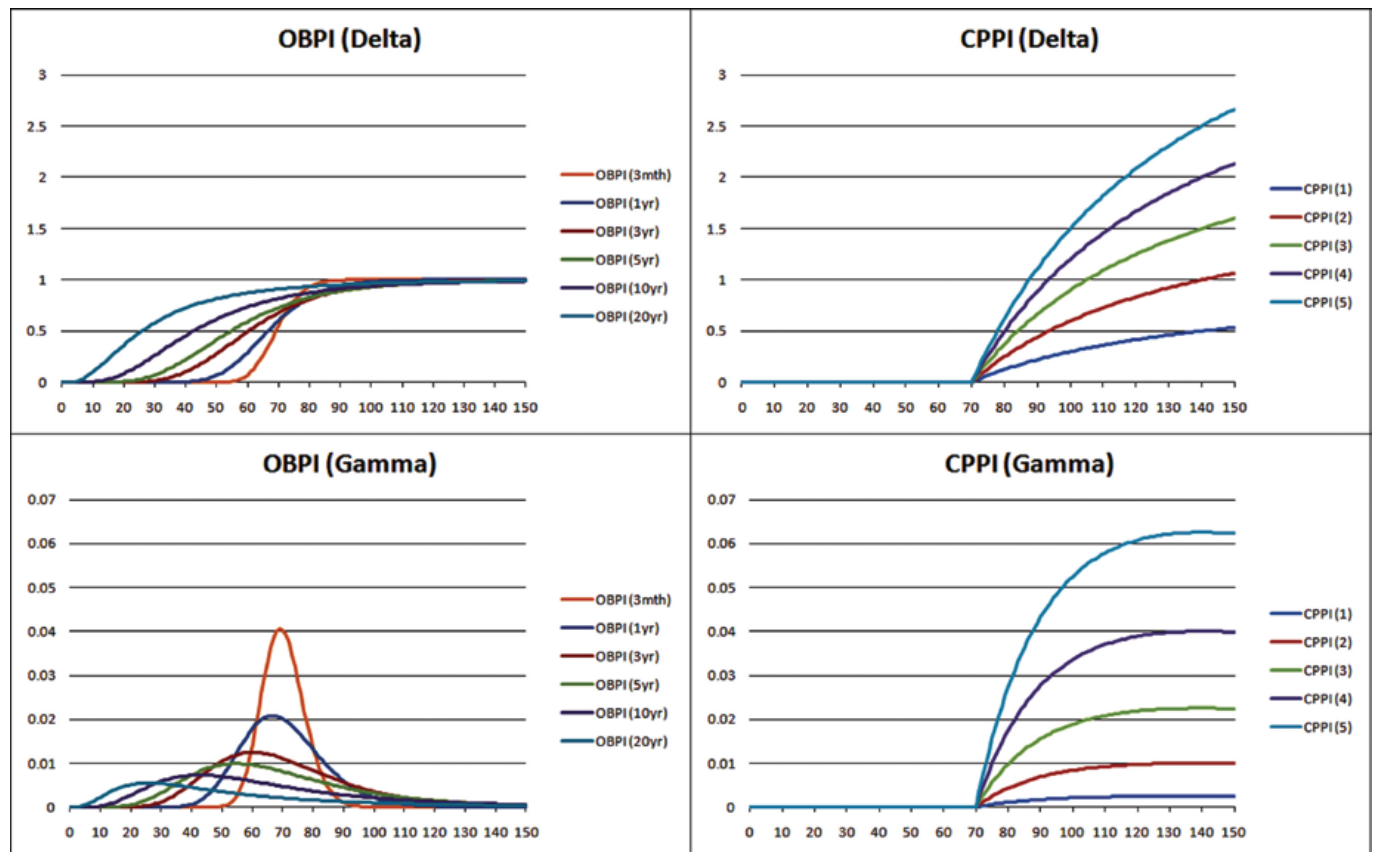 OBPI (Delta)
3
2.5
2
1.5
1
0.5
0
0 10 20 30 40 50 60 70 80 90 100 110 120 130 140 150
OBPI (3mth)
OBPI (1yr)
OBPI (3yr)
OBPI (5yr)
OBPI (10yr)
OBPI (20yr)
CPPI (Delta)
3
2.5
2
1.5
1
0.5
0
0 10 20 30 40 50 60 70 80 90 100 110 120 130 140 150
CPPI (1)
CPPI (2)
CPPI (3)
CPPI (4)
CPPI (5)
OBPI (Gamma)
0.07
0.06
0.05
0.04
0.03
0.02
0.01
0
0 10 20 30 40 50 60 70 80 90 100 110 120 130 140 150
OBPI (3mth)
OBPI (1yr)
OBPI (3yr)
OBPI (5yr)
OBPI (10yr)
OBPI (20yr)
CPPI (Gamma)
0.07
0.06
0.05
0.04
0.03
0.02
0.01
0
0 10 20 30 40 50 60 70 80 90 100 110 120 130 140 150
CPPI (1)
CPPI (2)
CPPI (3)
CPPI (4)
CPPI (5)